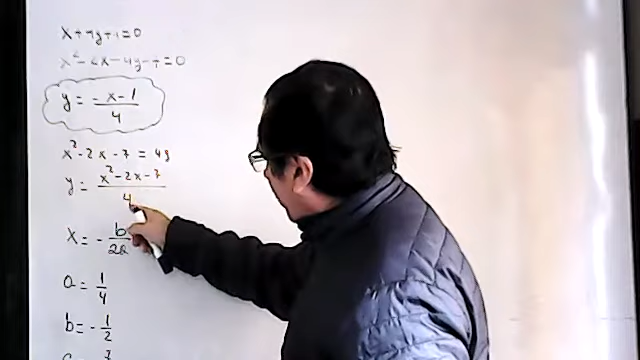 x + 4y + 1 = 0
x² - 2x - 4y - 7 = 0
y = -x - 1 / 4
x² - 2x - 7 = 4y
y = x² - 2x - 7 / 4
x = - b / 2a
a = 1/4
b = - 1/2